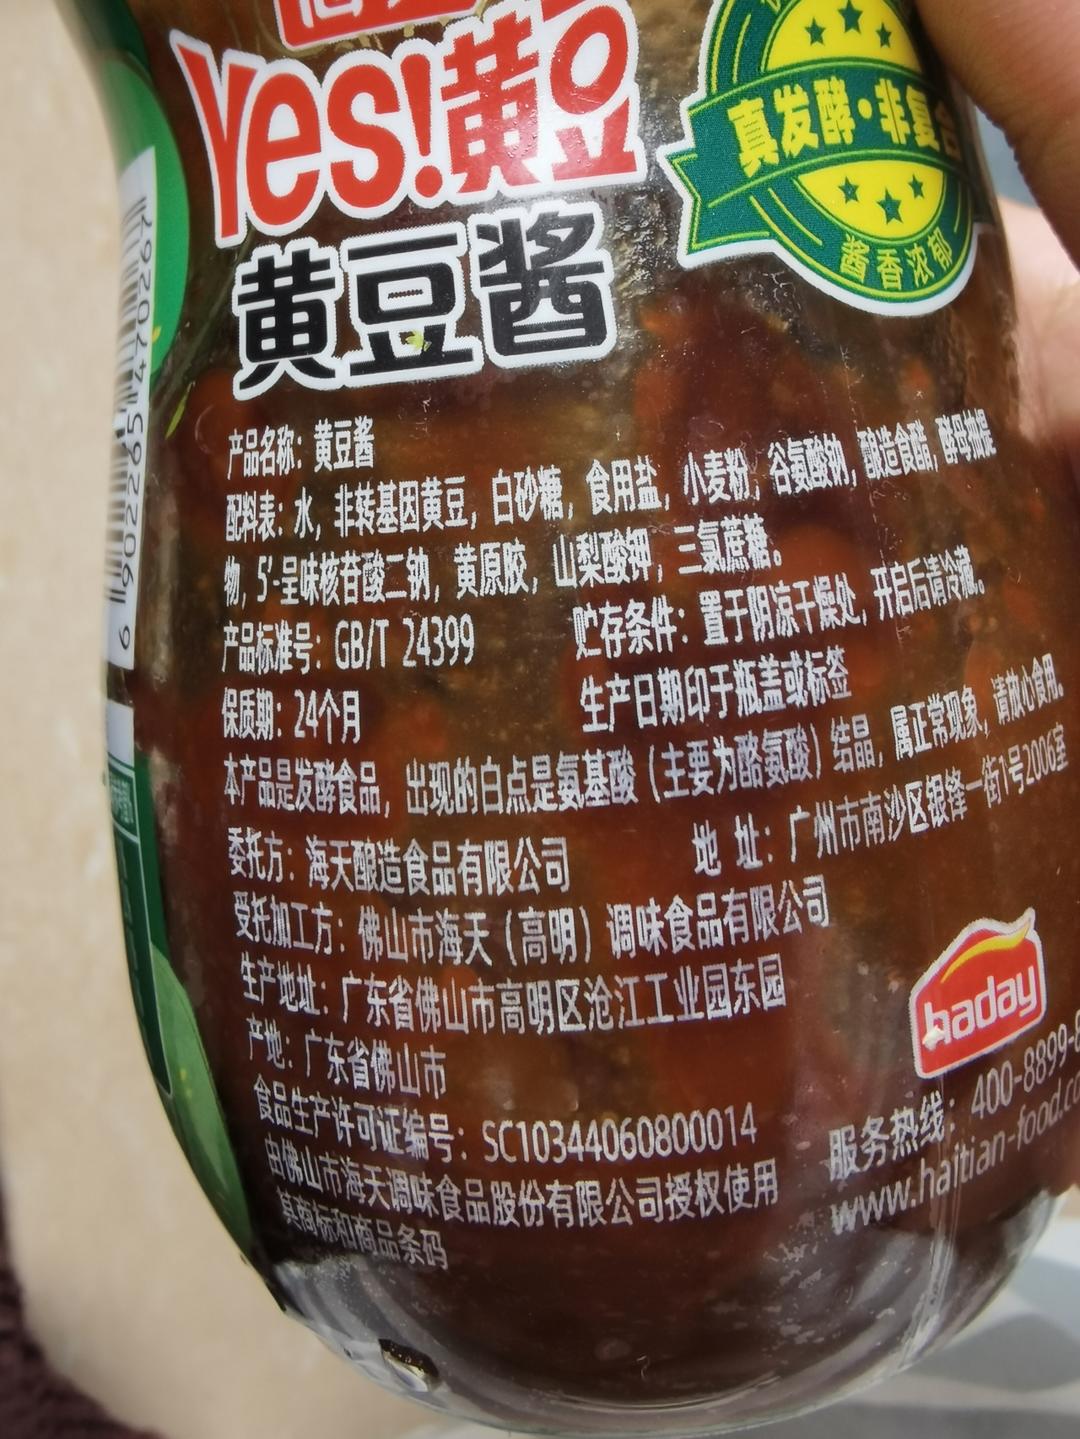 Yes!黄豆
黄豆酱
真发酵·非复合
酱香浓郁
6 902265 470267
产品名称：黄豆酱
配料表：水，非转基因黄豆，白砂糖，食用盐，小麦粉，谷氨酸钠，酿造食醋，酵母抽提
物，5'-呈味核苷酸二钠，黄原胶，山梨酸钾，三氯蔗糖。
产品标准号：GB/T 24399 贮存条件：置于阴凉干燥处，开启后请冷藏。
保质期：24个月 生产日期印于瓶盖或标签
本产品是发酵食品，出现的白点是氨基酸（主要为酪氨酸）结晶，属正常现象，请放心食用。
委托方：海天酿造食品有限公司 地 址：广州市南沙区银锋一街1号2006室
受托加工方：佛山市海天（高明）调味食品有限公司
生产地址：广东省佛山市高明区沧江工业园东园
产地：广东省佛山市
食品生产许可证编号：SC10344060800014
由佛山市海天调味食品股份有限公司授权使用
其商标和商品条码
haday
服务热线：400-8899-8
www.haitian-food.co